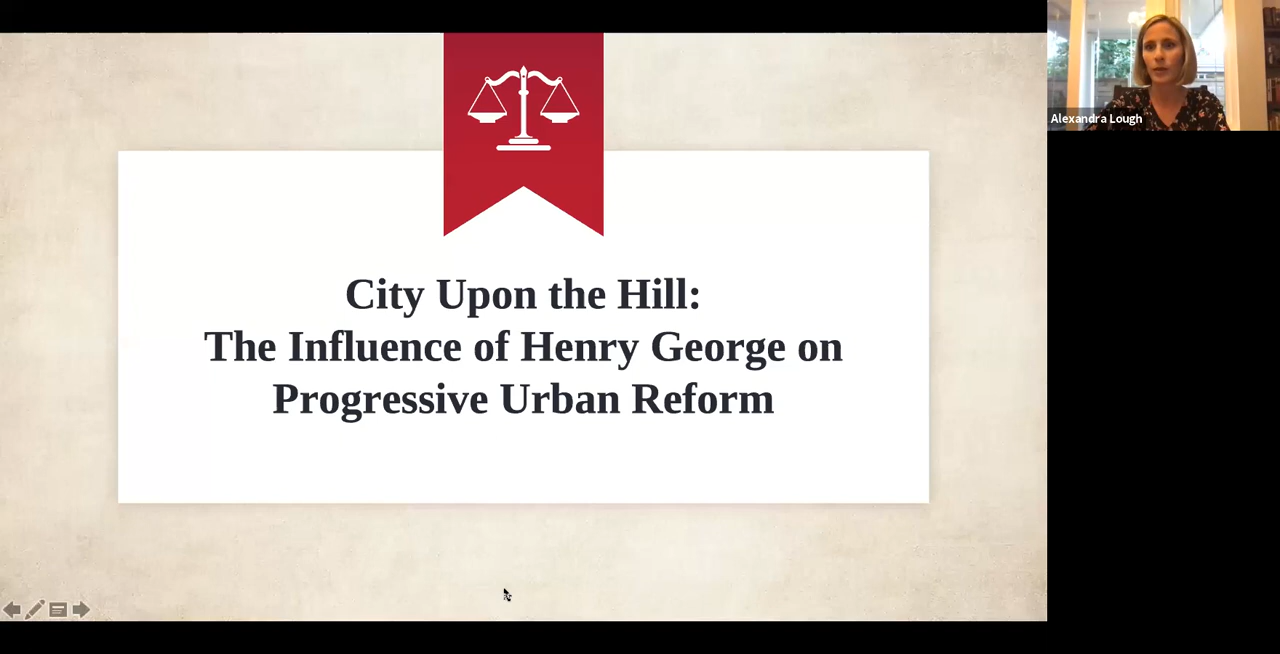 City Upon the Hill:
The Influence of Henry George on
Progressive Urban Reform
Alexandra Lough